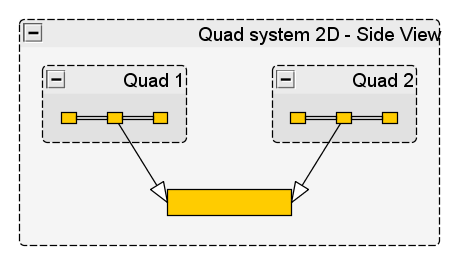 Quad system 2D - Side View
Quad 1
Quad 2